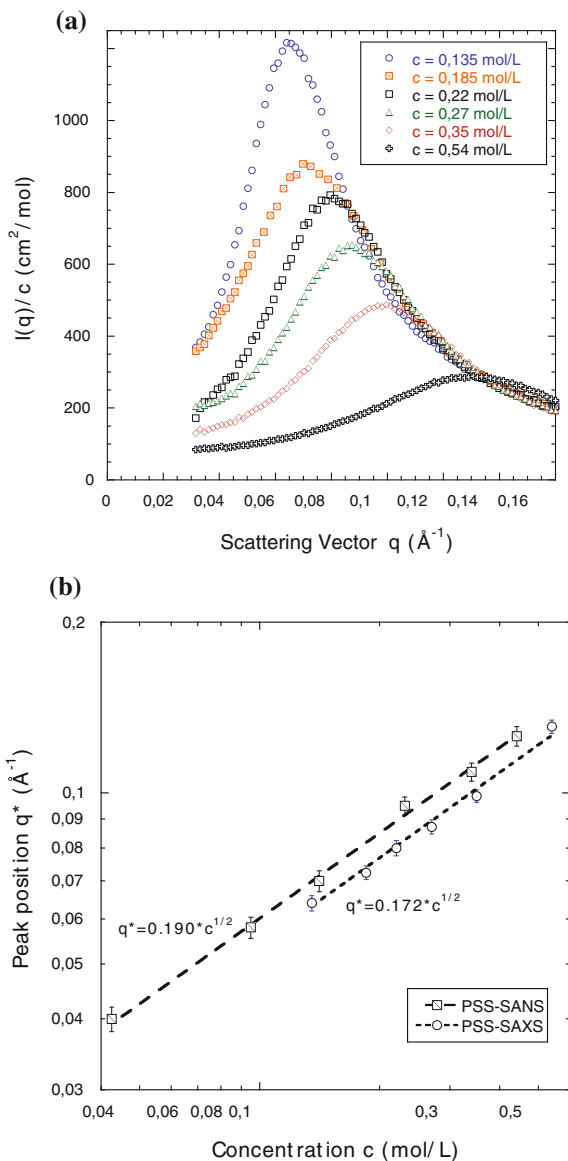 (a)
c = 0,135 mol/L
c = 0,185 mol/L
c = 0,22 mol/L
c = 0,27 mol/L
c = 0,35 mol/L
c = 0,54 mol/L
I(q)/ c (cm²/ mol)
1000
800
600
400
200
0
0 0,02 0,04 0,06 0,08 0,1 0,12 0,14 0,16
Scattering Vector q (Å⁻¹)
(b)
0,2
0,1
0,09
0,08
0,07
0,06
0,05
0,04
0,03
Peak position q* (Å⁻¹)
q*=0.190*c¹/²
q*=0.172*c¹/²
PSS-SANS
PSS-SAXS
0,04 0,06 0,08 0,1 0,3 0,5
Concentration c (mol/ L)